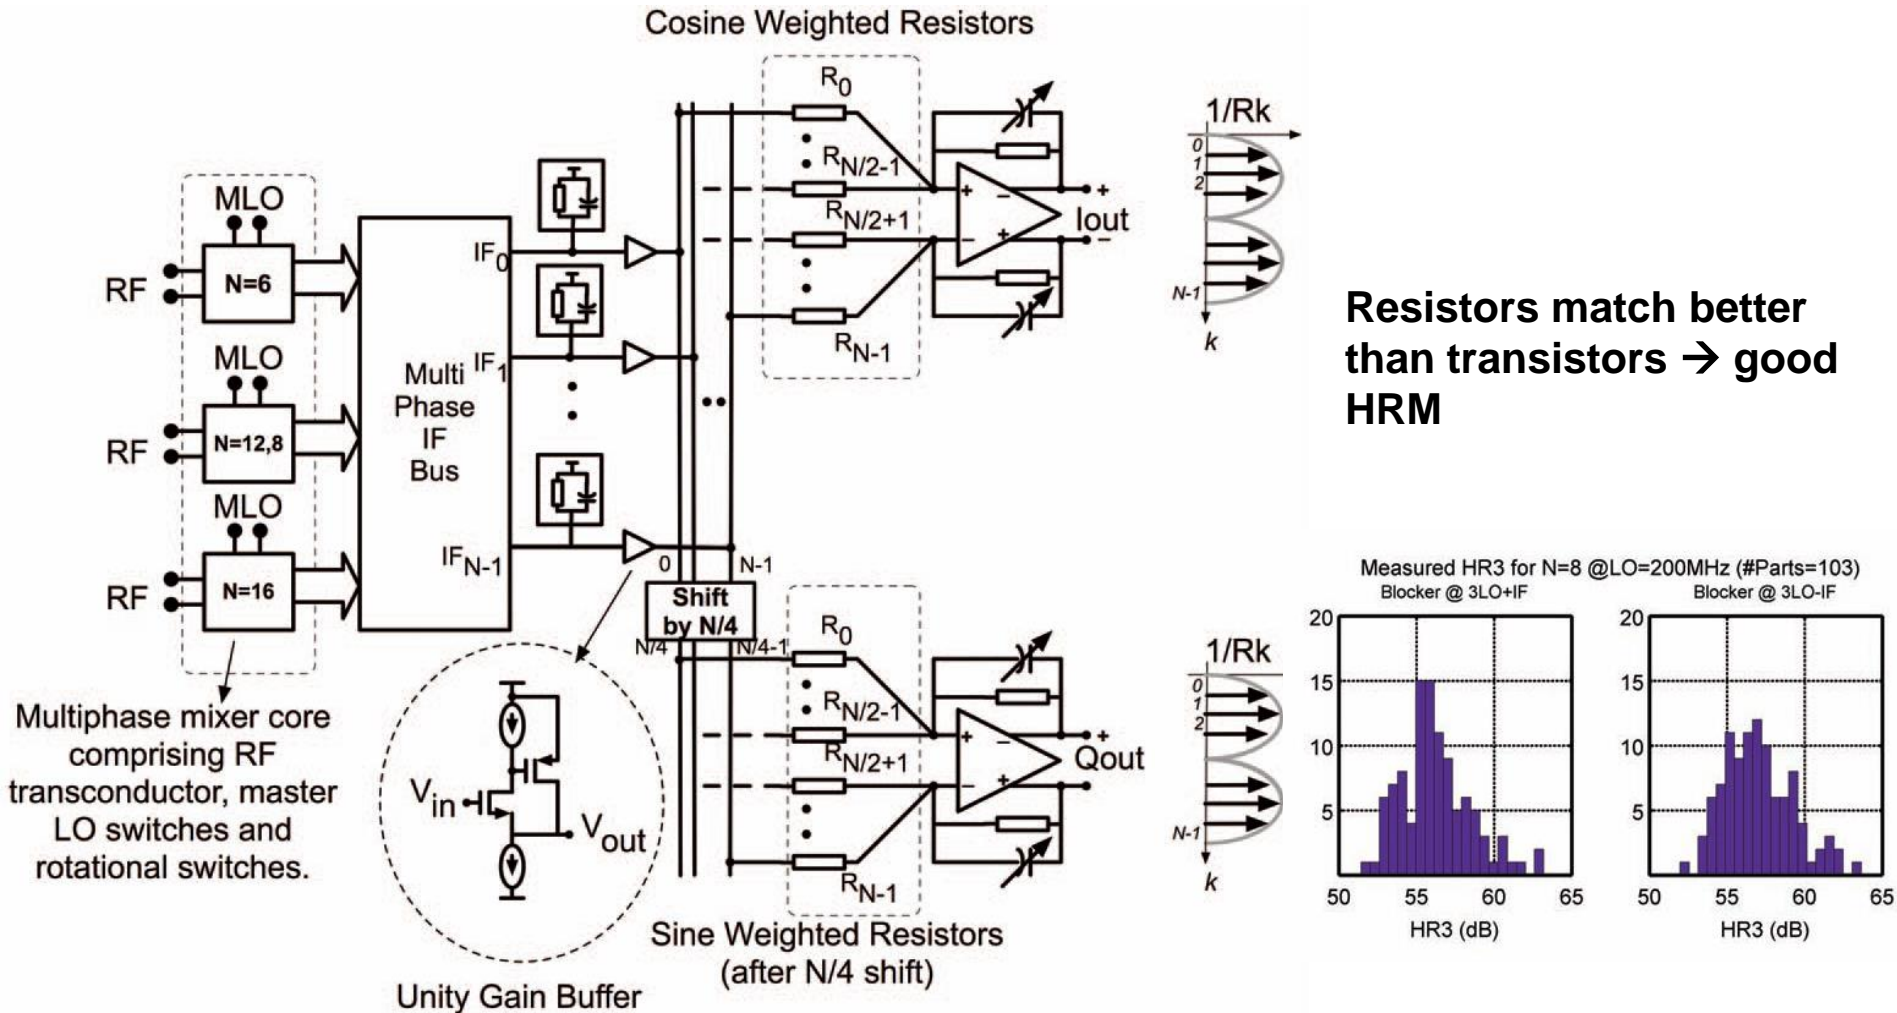 Cosine Weighted Resistors
R0
RN/2-1
RN/2+1
RN-1
+
−
−
+
+
Iout
−
1/Rk
0
1
2
N-1
k
MLO
RF
N=6
MLO
RF
N=12,8
MLO
RF
N=16
Multi
Phase
IF
Bus
IF0
IF1
IFN-1
0
N-1
Shift
by N/4
N/4
N/4-1
Resistors match better
than transistors → good
HRM
R0
RN/2-1
RN/2+1
RN-1
+
−
−
+
+
Qout
1/Rk
0
1
2
N-1
k
Multiphase mixer core
comprising RF
transconductor, master
LO switches and
rotational switches.
Vin
Vout
Unity Gain Buffer
Sine Weighted Resistors
(after N/4 shift)
Measured HR3 for N=8 @LO=200MHz (#Parts=103)
Blocker @ 3LO+IF
20
15
10
5
50 55 60 65
HR3 (dB)
Blocker @ 3LO-IF
20
15
10
5
50 55 60 65
HR3 (dB)